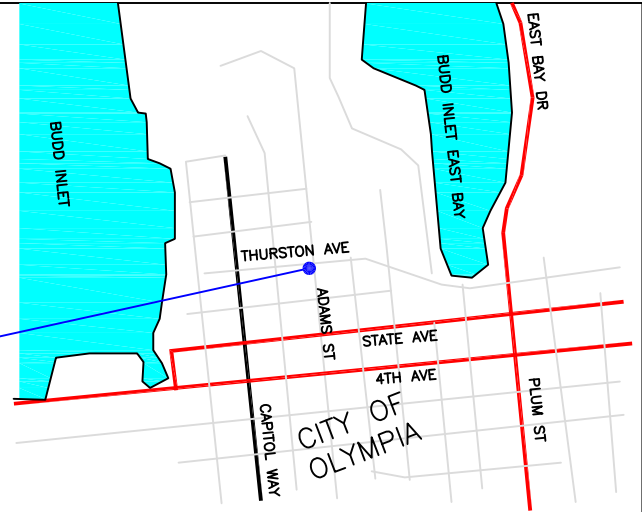 EAST BAY DR
BUDD INLET EAST BAY
BUDD INLET
THURSTON AVE
ADAMS ST
STATE AVE
4TH AVE
CAPITOL WAY
CITY OF
OLYMPIA
PLUM ST